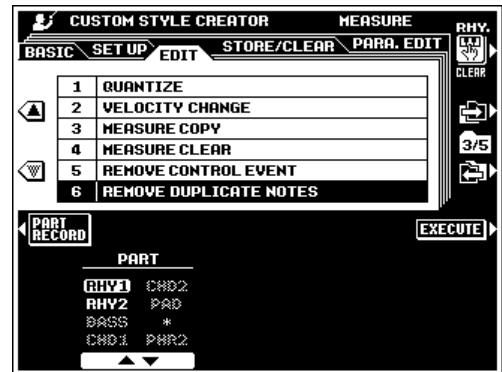 CUSTOM STYLE CREATOR MEASURE RHY.
BASIC SET UP EDIT STORE/CLEAR PARA. EDIT
CLEAR
1 QUANTIZE
2 VELOCITY CHANGE
3 MEASURE COPY
4 MEASURE CLEAR
3/5
5 REMOVE CONTROL EVENT
6 REMOVE DUPLICATE NOTES
PART
RECORD
EXECUTE
PART
RHY1 CHD2
RHY2 PAD
BASS *
CHD1 PHR2